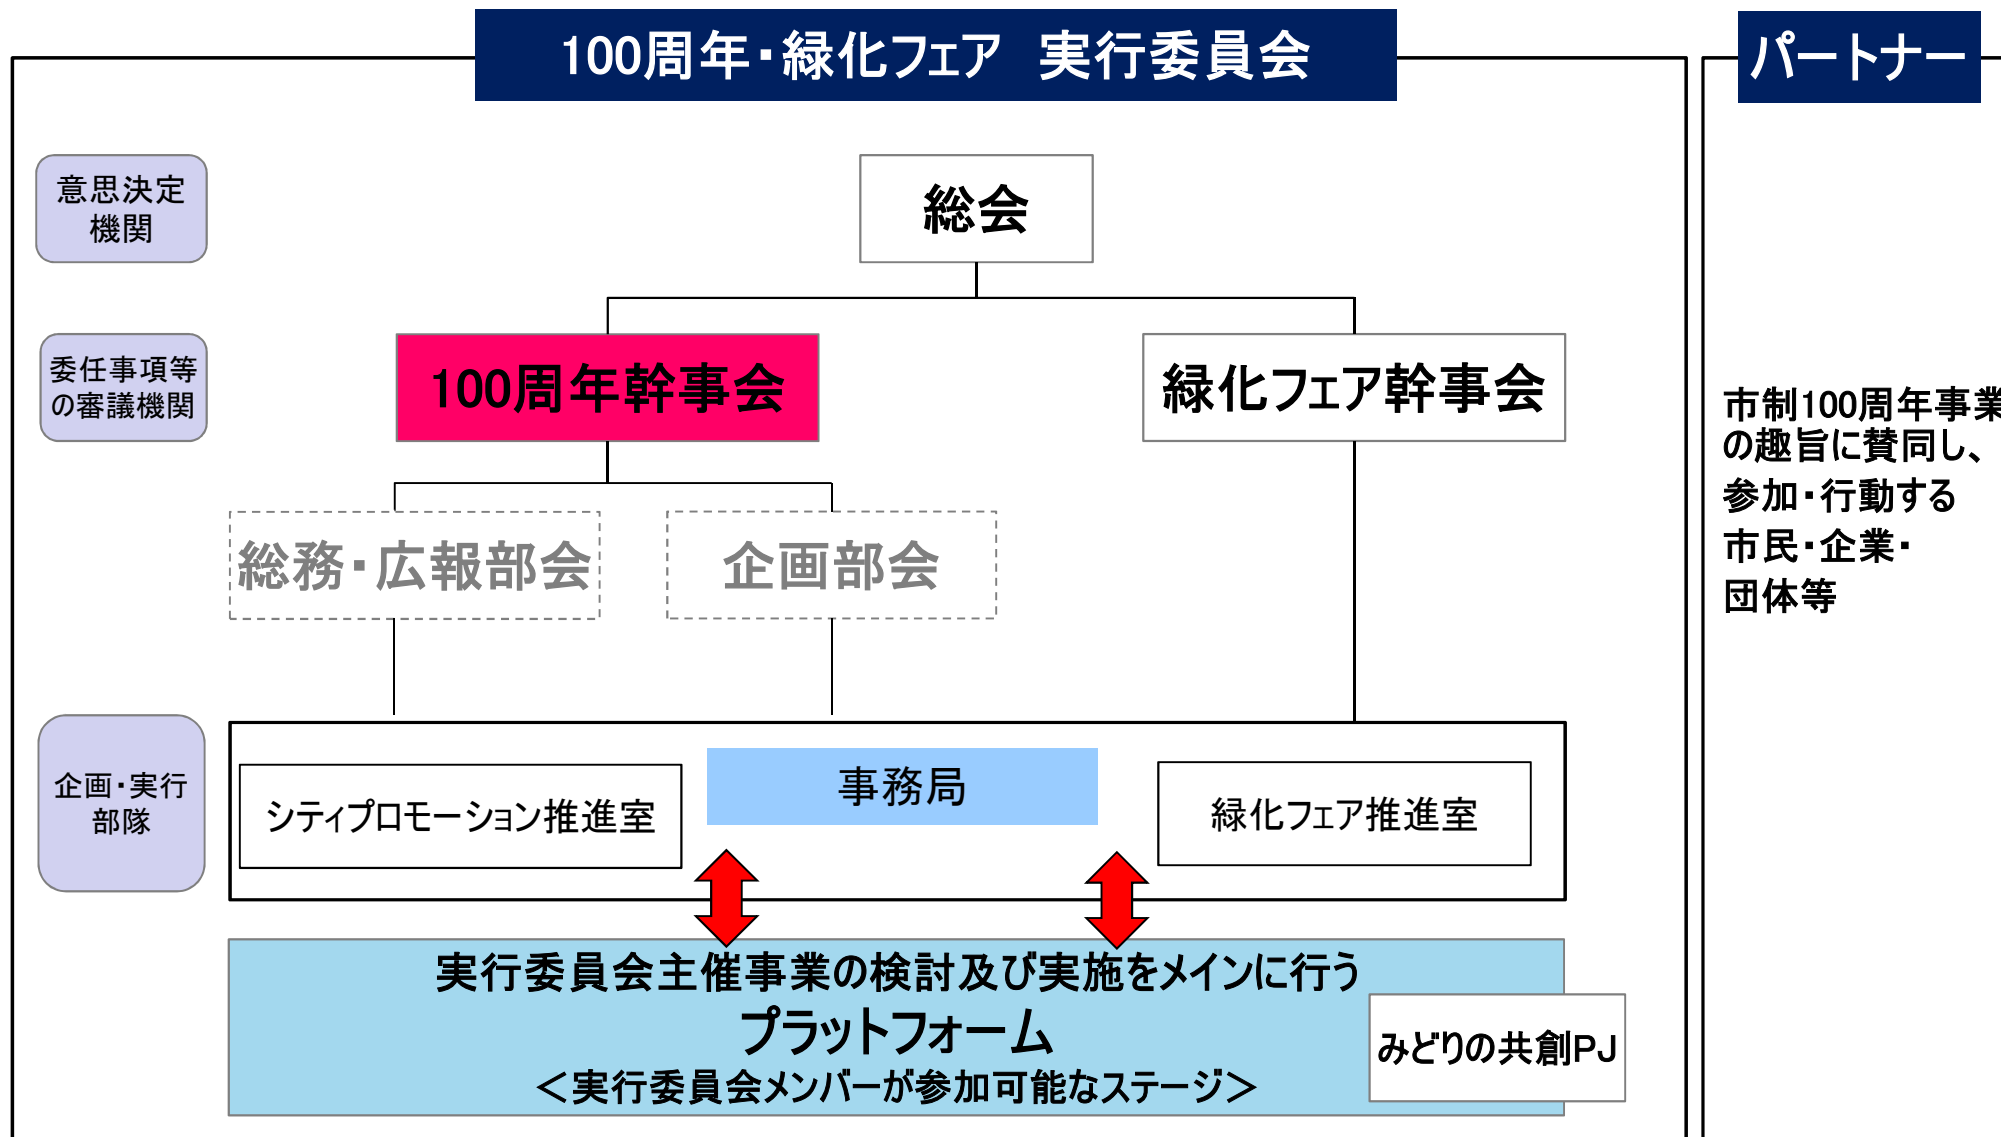 100周年・緑化フェア　実行委員会
パートナー
意思決定
機関
総会
委任事項等
の審議機関
100周年幹事会
緑化フェア幹事会
市制100周年事業
の趣旨に賛同し、
参加・行動する
市民・企業・
団体等
総務・広報部会
企画部会
企画・実行
部隊
シティプロモーション推進室
事務局
緑化フェア推進室
実行委員会主催事業の検討及び実施をメインに行う
プラットフォーム
＜実行委員会メンバーが参加可能なステージ＞
みどりの共創PJ